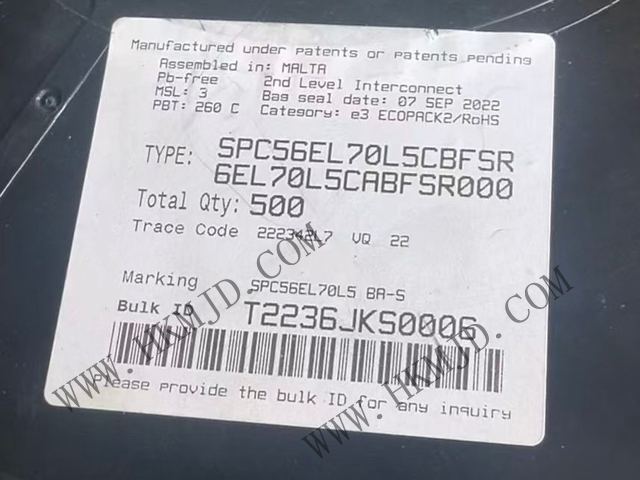 Manufactured under patents or patents pending
Assembled in: MALTA
Pb-free 2nd Level Interconnect
MSL: 3 Bag seal date: 07 SEP 2022
PBT: 260 C Category: e3 ECOPACK2/RoHS
TYPE: SPC56EL70L5CBFSR
6EL70L5CABFSR000
Total Qty: 500
Trace Code 222342L7 VQ 22
Marking SPC56EL70L5 BA-S
Bulk ID T2236JKS0006
Please provide the bulk ID for any inquiry
WWW.HKMJD.COM
WWW.HKMJD.COM